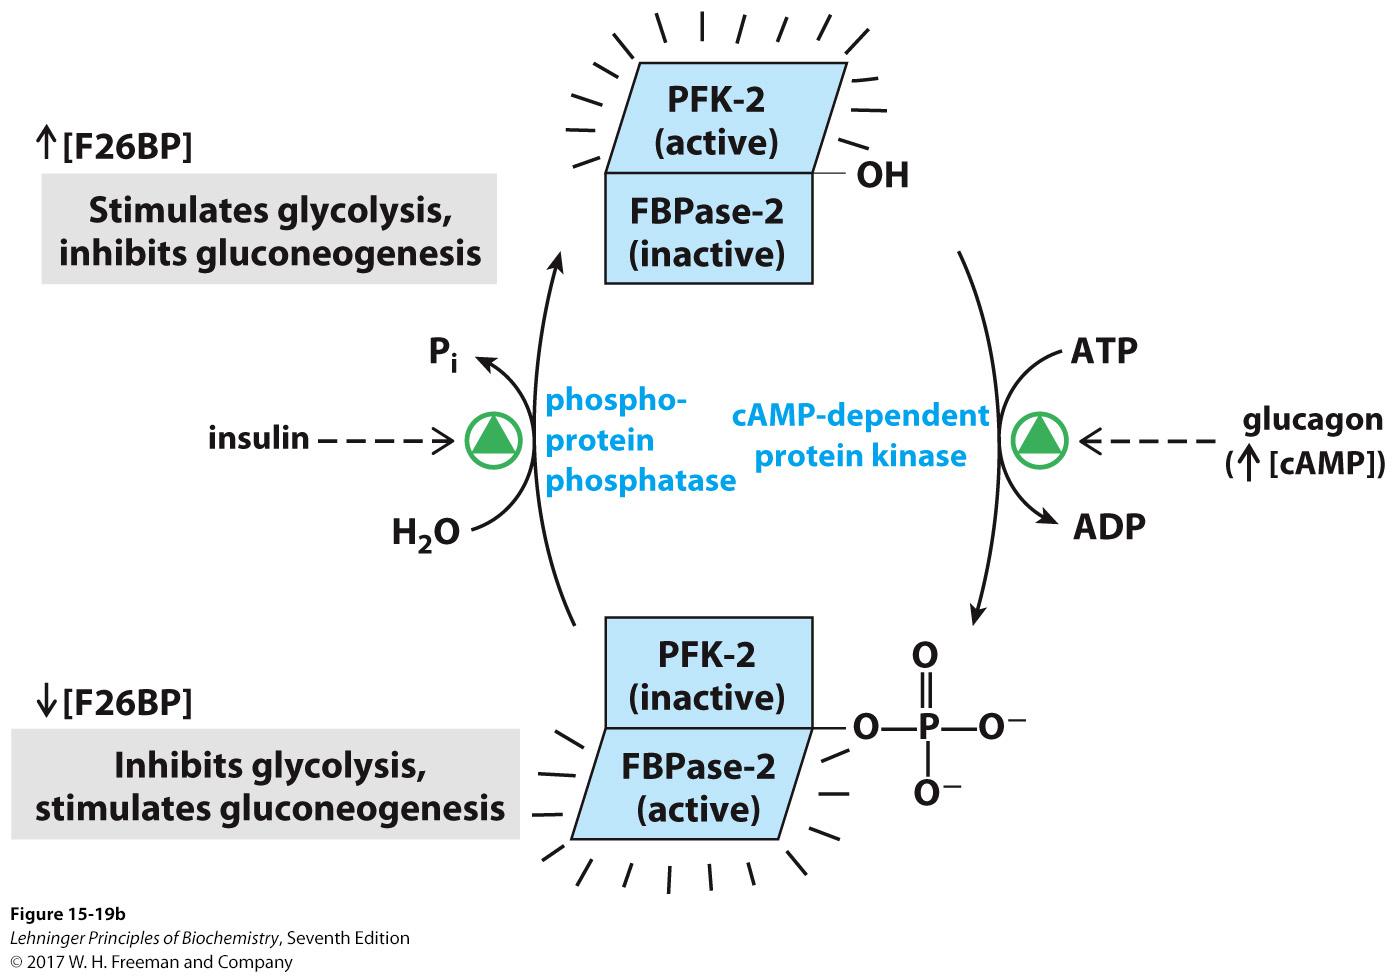 PFK-2
(active)
OH
FBPase-2
(inactive)
↑[F26BP]
Stimulates glycolysis,
inhibits gluconeogenesis
Pi
insulin
H2O
phospho-
protein
phosphatase
cAMP-dependent
protein kinase
ATP
glucagon
(↑ [cAMP])
ADP
↓[F26BP]
Inhibits glycolysis,
stimulates gluconeogenesis
PFK-2
(inactive)
FBPase-2
(active)
O
O—P—O−
O−
Figure 15-19b
Lehninger Principles of Biochemistry, Seventh Edition
© 2017 W. H. Freeman and Company